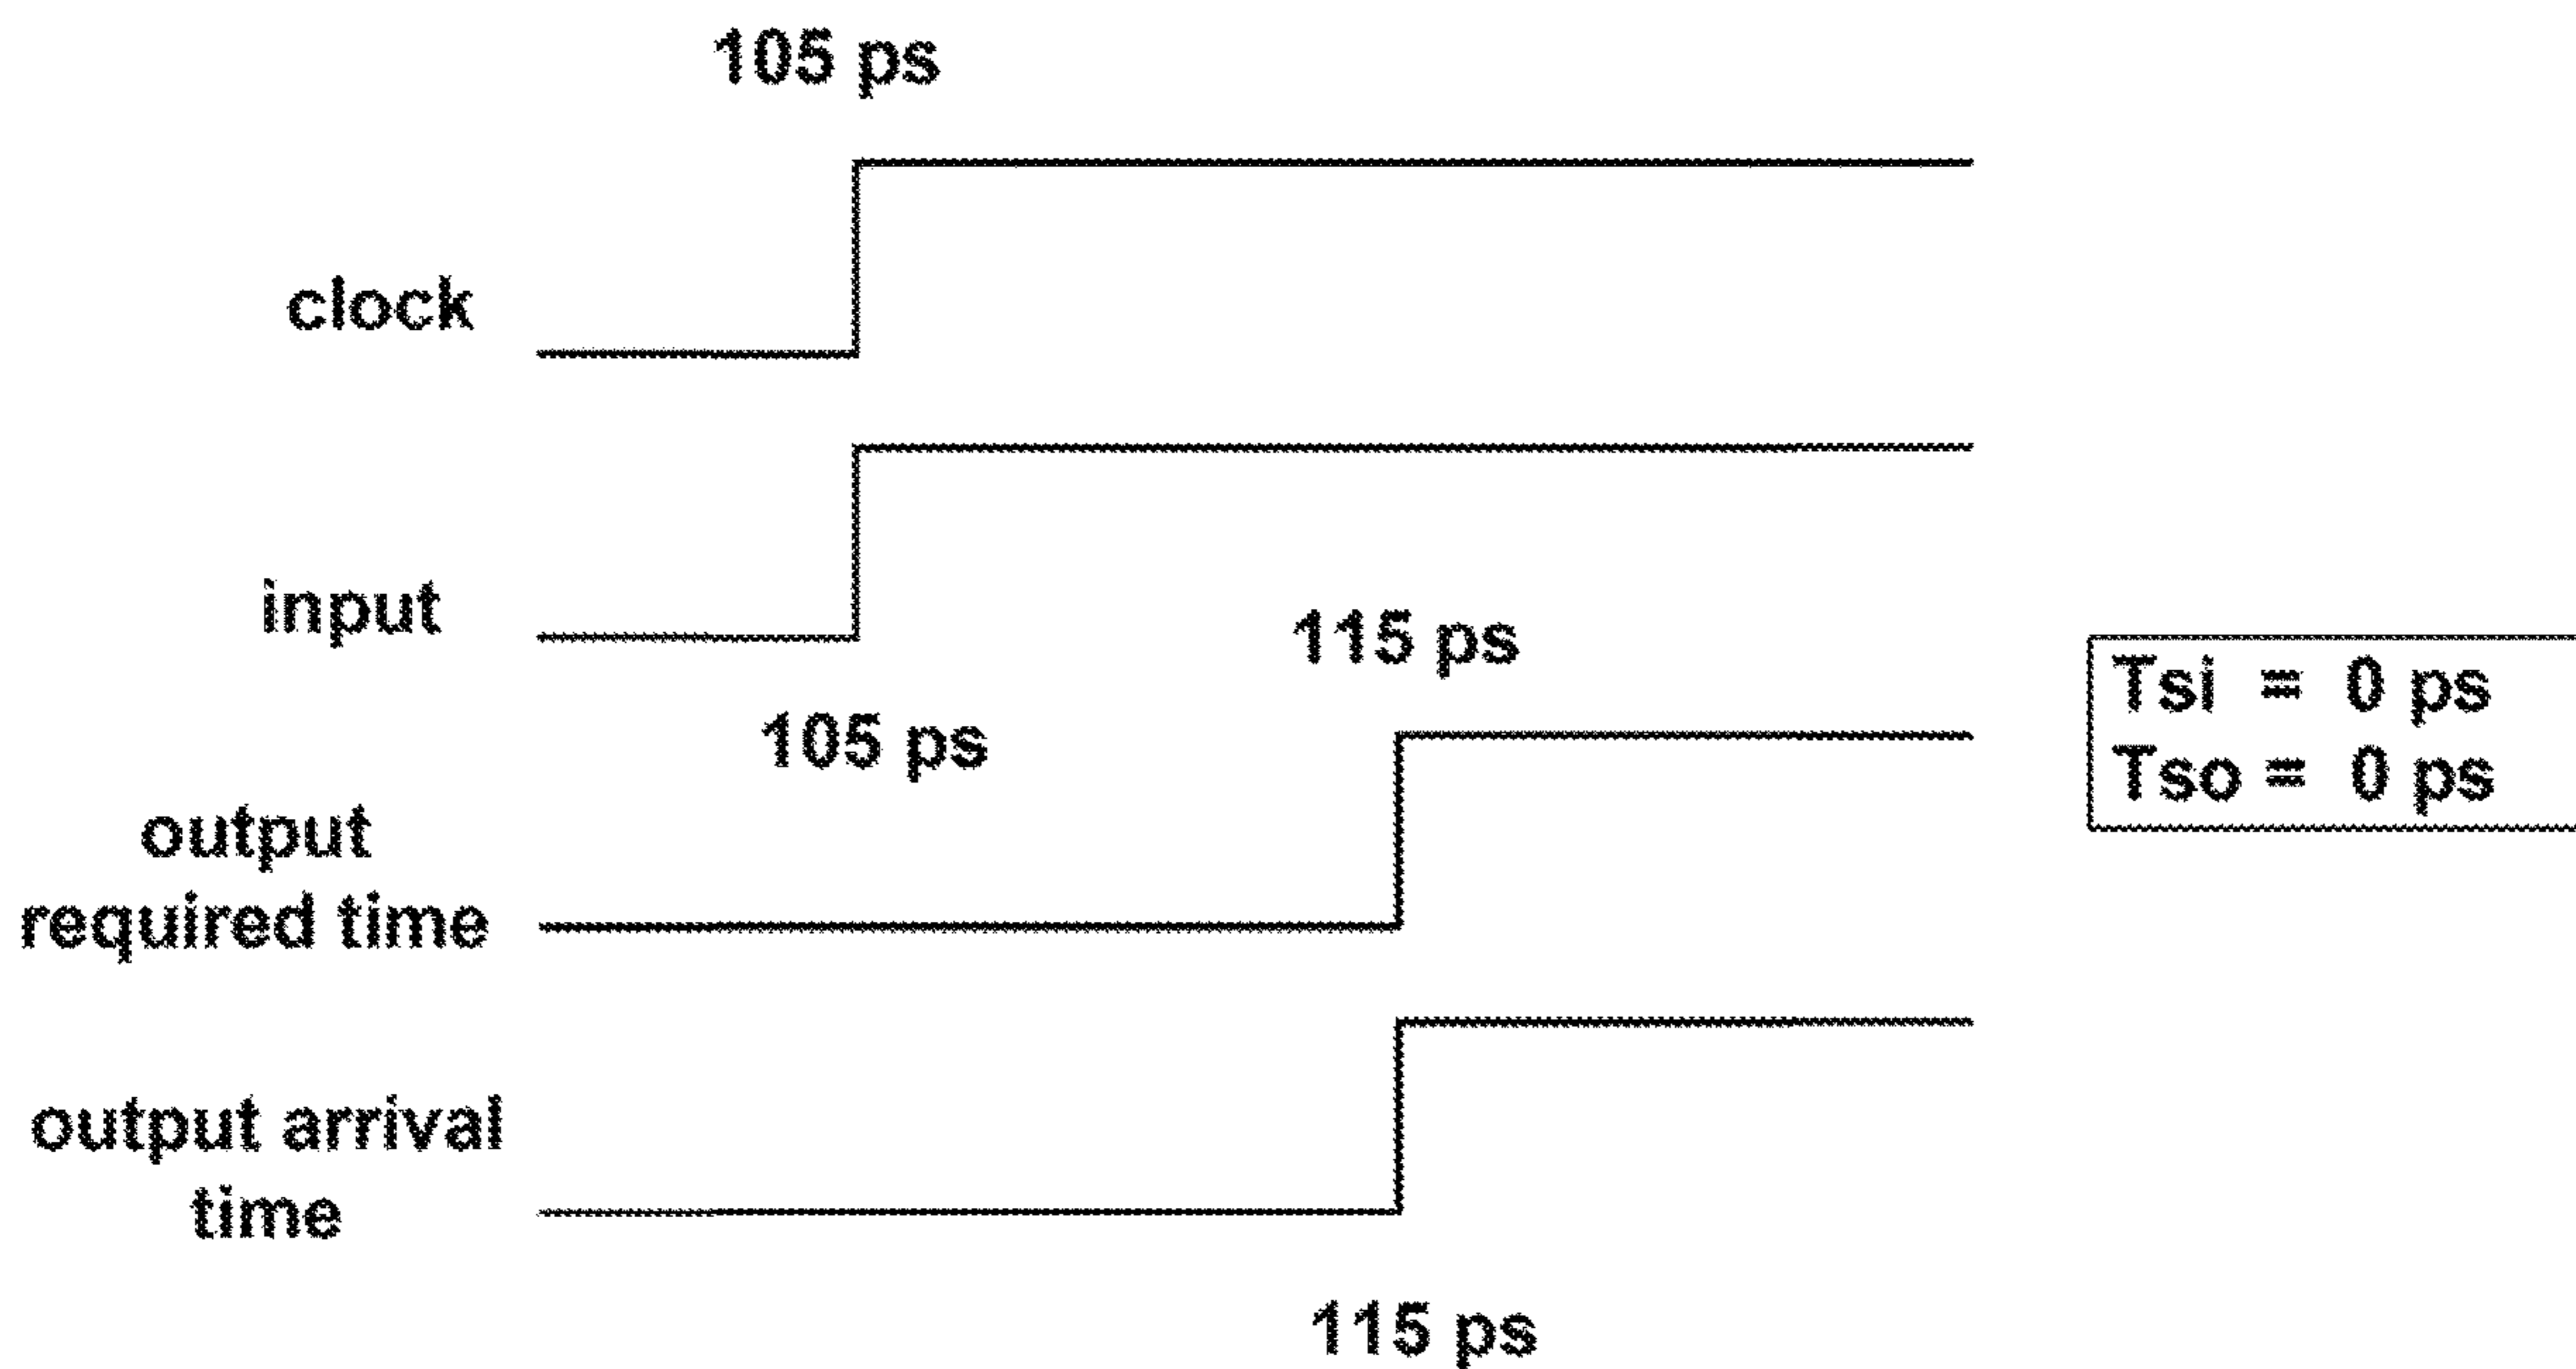 105 ps
clock
input
115 ps
105 ps
Tsi = 0 ps
Tso = 0 ps
output
required time
output arrival
time
115 ps